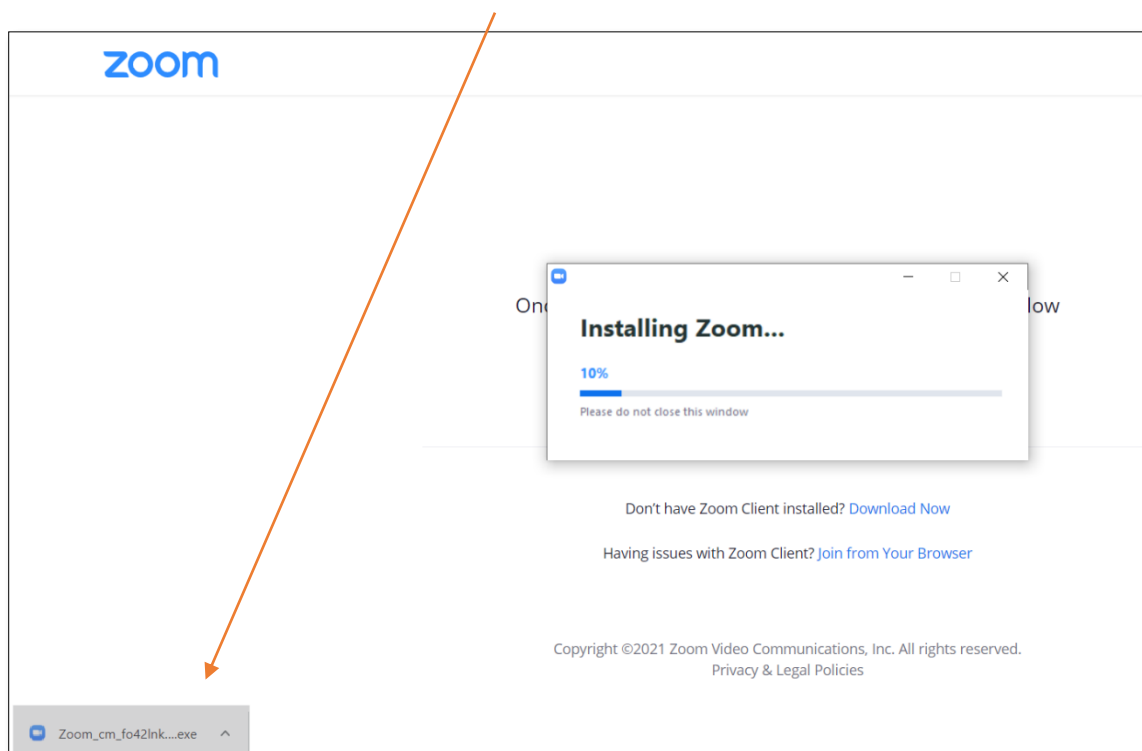 zoom
Installing Zoom...
10%
Please do not close this window
Don't have Zoom Client installed? Download Now
Having issues with Zoom Client? Join from Your Browser
Copyright ©2021 Zoom Video Communications, Inc. All rights reserved.
Privacy & Legal Policies
Zoom_cm_fo42lnk....exe